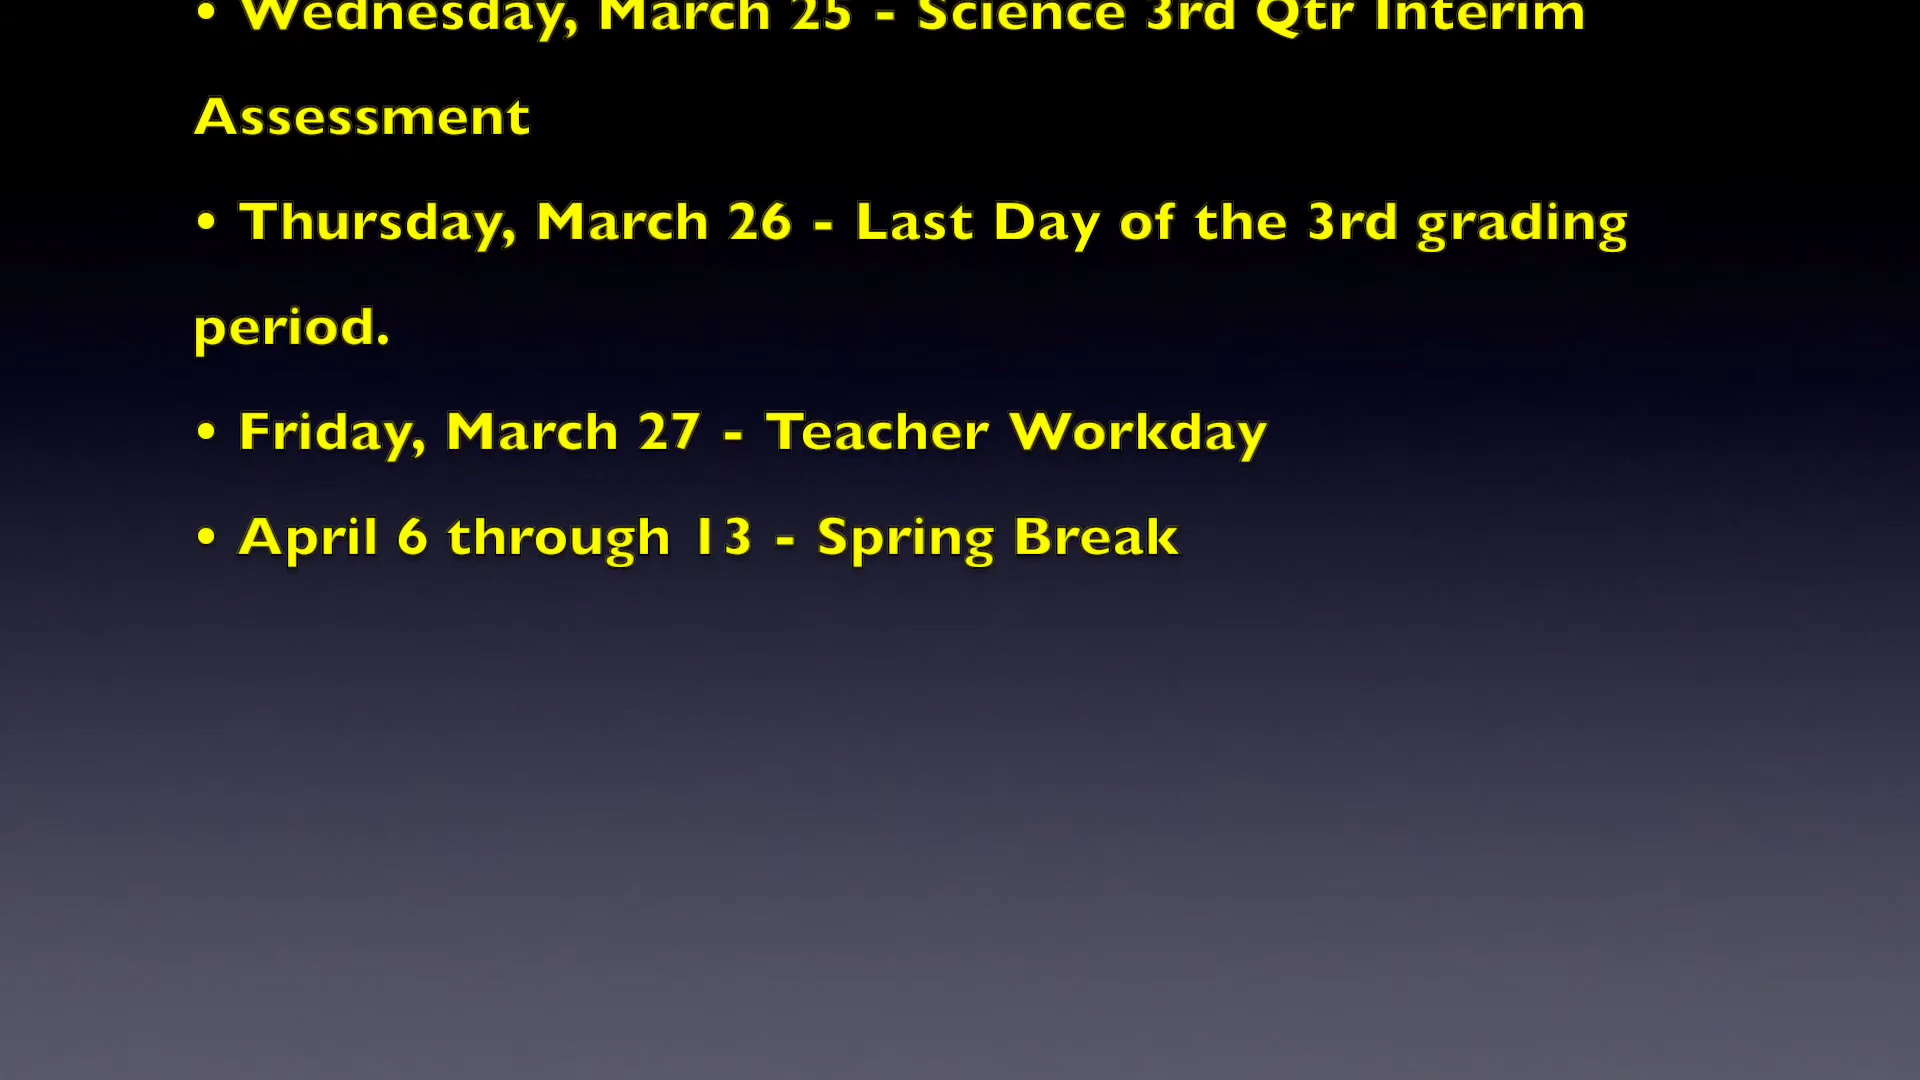 • Wednesday, March 25 - Science 3rd Qtr Interim
Assessment
• Thursday, March 26 - Last Day of the 3rd grading
period.
• Friday, March 27 - Teacher Workday
• April 6 through 13 - Spring Break